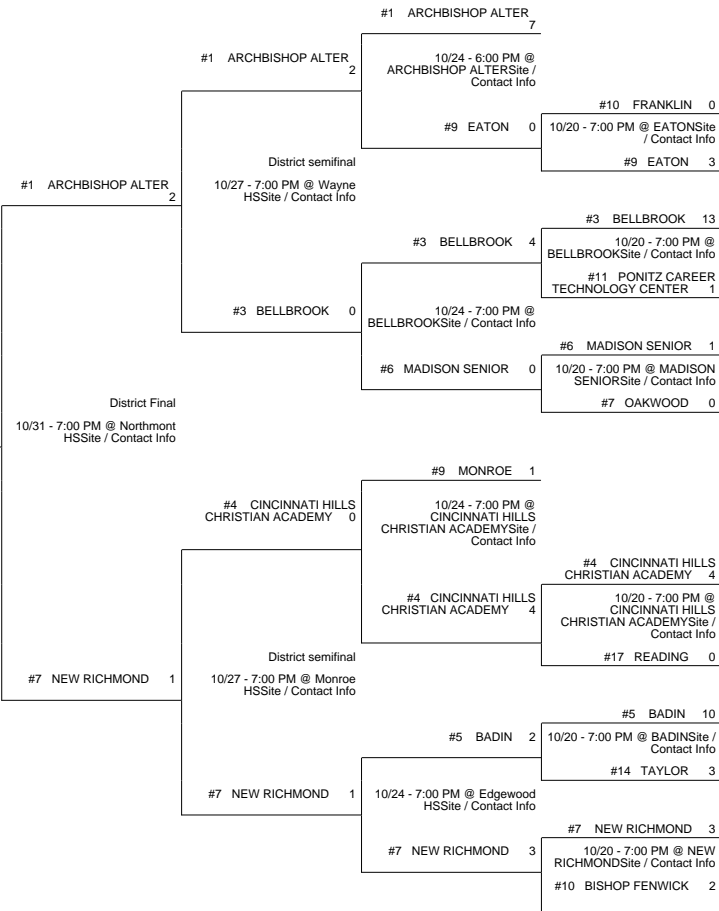 #1 ARCHBISHOP ALTER
7
#1 ARCHBISHOP ALTER
2
10/24 - 6:00 PM @
ARCHBISHOP ALTERSite /
Contact Info
#10 FRANKLIN 0
#9 EATON 0
10/20 - 7:00 PM @ EATONSite
/ Contact Info
#9 EATON 3
District semifinal
10/27 - 7:00 PM @ Wayne
HSSite / Contact Info
#1 ARCHBISHOP ALTER
2
#3 BELLBROOK 13
#3 BELLBROOK 4
10/20 - 7:00 PM @
BELLBROOKSite / Contact Info
#11 PONITZ CAREER
TECHNOLOGY CENTER 1
#3 BELLBROOK 0
10/24 - 7:00 PM @
BELLBROOKSite / Contact Info
#6 MADISON SENIOR 1
#6 MADISON SENIOR 0
10/20 - 7:00 PM @ MADISON
SENIORSite / Contact Info
#7 OAKWOOD 0
District Final
10/31 - 7:00 PM @ Northmont
HSSite / Contact Info
#9 MONROE 1
#4 CINCINNATI HILLS
CHRISTIAN ACADEMY 0
10/24 - 7:00 PM @
CINCINNATI HILLS
CHRISTIAN ACADEMYSite /
Contact Info
#4 CINCINNATI HILLS
CHRISTIAN ACADEMY 4
#4 CINCINNATI HILLS
CHRISTIAN ACADEMY 4
10/20 - 7:00 PM @
CINCINNATI HILLS
CHRISTIAN ACADEMYSite /
Contact Info
#17 READING 0
District semifinal
10/27 - 7:00 PM @ Monroe
HSSite / Contact Info
#7 NEW RICHMOND 1
#5 BADIN 10
#5 BADIN 2
10/20 - 7:00 PM @ BADINSite /
Contact Info
#14 TAYLOR 3
#7 NEW RICHMOND 1
10/24 - 7:00 PM @ Edgewood
HSSite / Contact Info
#7 NEW RICHMOND 3
#7 NEW RICHMOND 3
10/20 - 7:00 PM @ NEW
RICHMONDSite / Contact Info
#10 BISHOP FENWICK 2